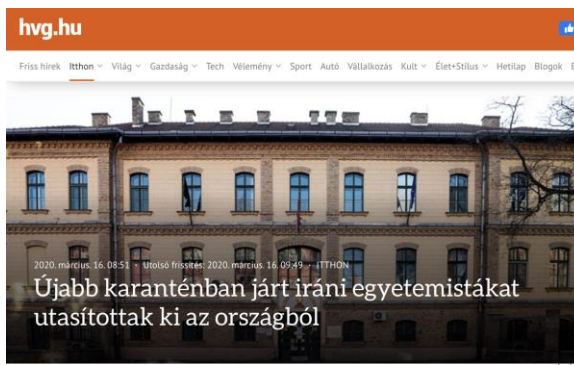 hvg.hu
Friss hírek Itthon Világ Gazdaság Tech Vélemény Sport Autó Vállalkozás Kult Élet+Stílus Hetilap Blogok
2020. március. 16. 08:51 • Utolsó frissítés: 2020. március. 16. 09:49 • ITTHON
Újabb karanténban járt iráni egyetemistákat
utasítottak ki az országból